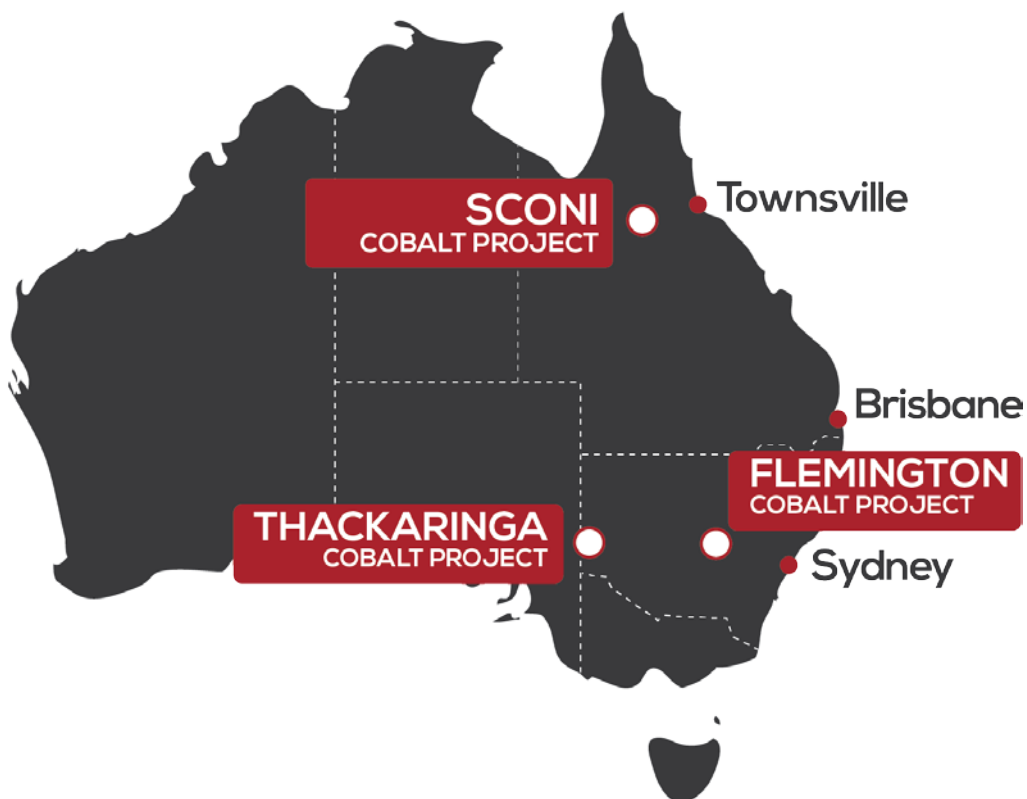 SCONI
COBALT PROJECT
Townsville
Brisbane
FLEMINGTON
COBALT PROJECT
THACKARINGA
COBALT PROJECT
Sydney